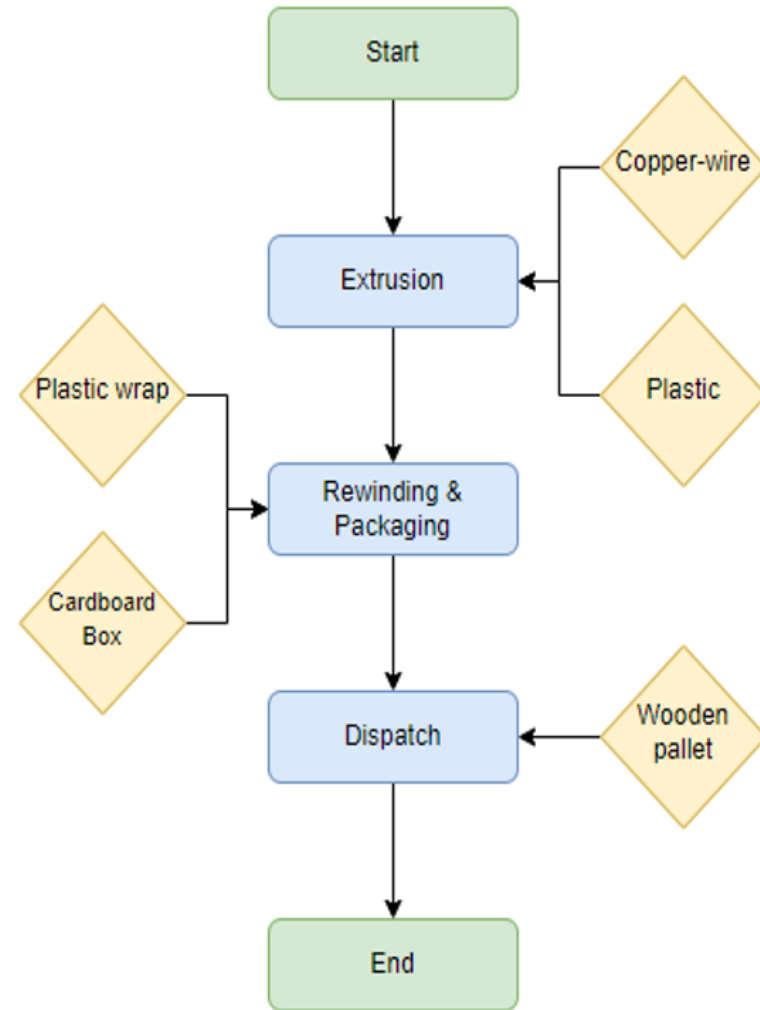 Start
Copper-wire
Extrusion
Plastic wrap
Plastic
Rewinding &
Packaging
Cardboard
Box
Dispatch
Wooden
pallet
End